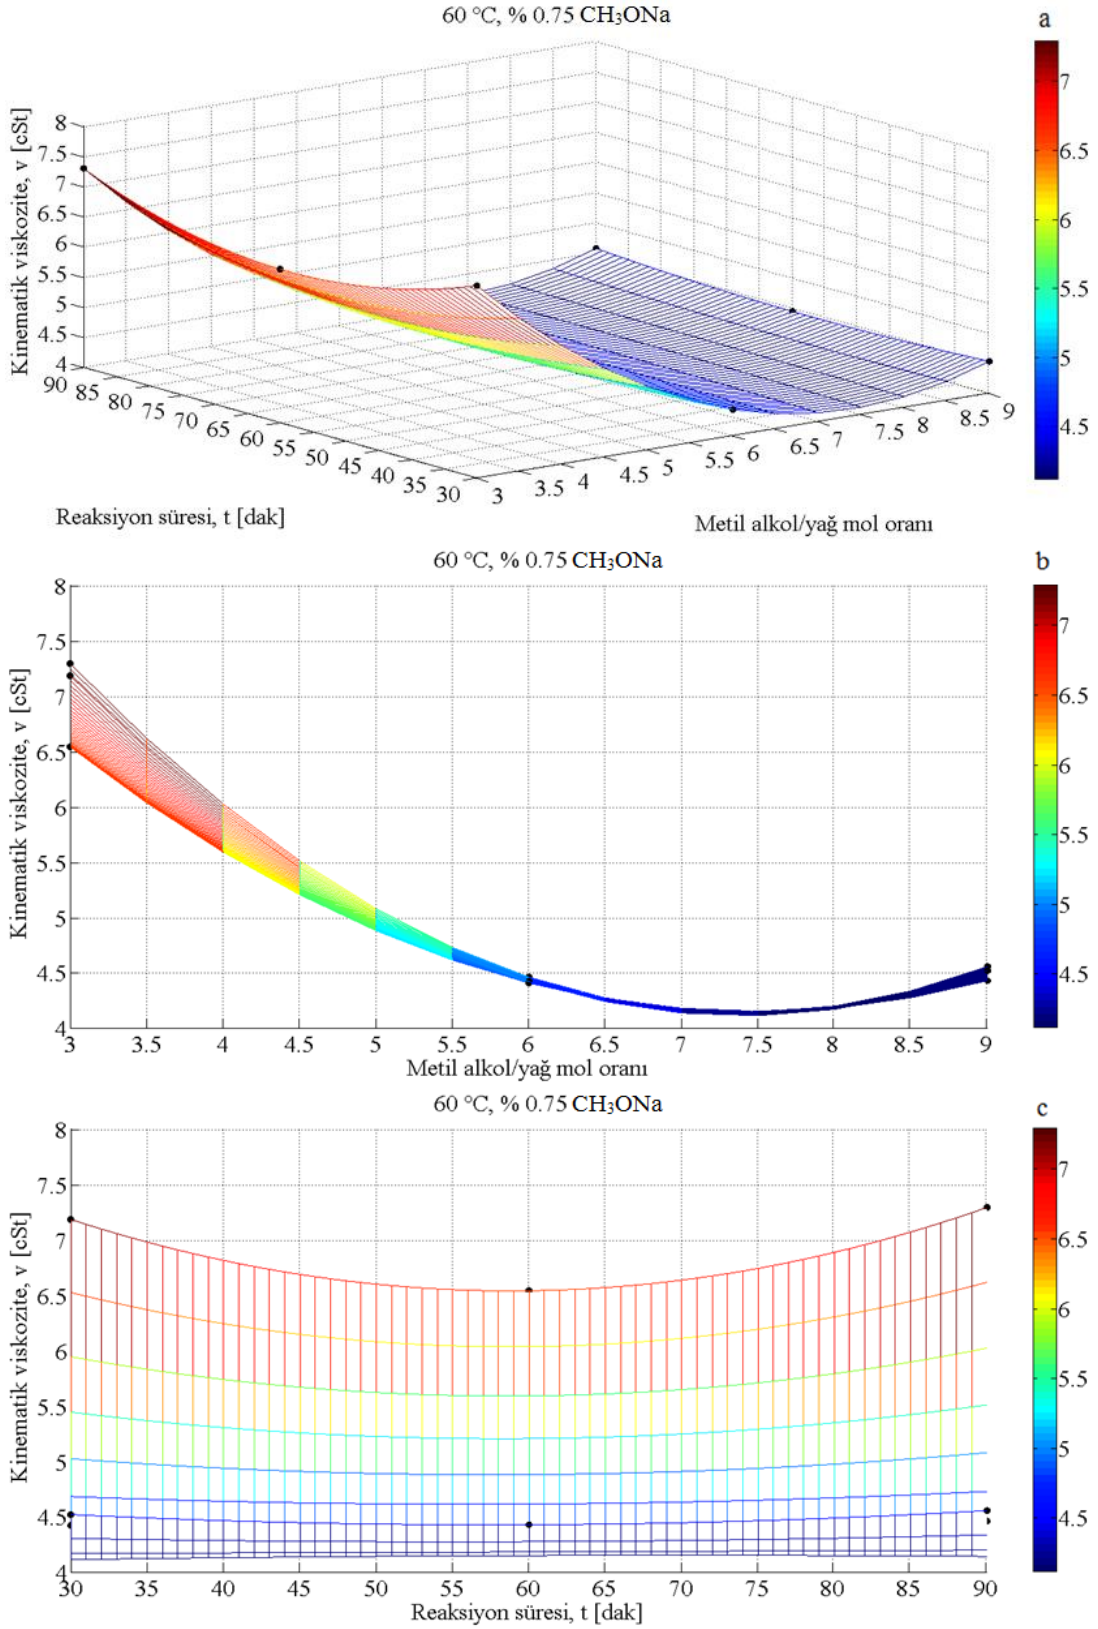 60 °C, % 0.75 CH₃ONa
a
Kinematik viskozite, v [cSt]
8
7.5
7
6.5
6
5.5
5
4.5
4
90 85 80 75 70 65 60 55 50 45 40 35 30
3 3.5 4 4.5 5 5.5 6 6.5 7 7.5 8 8.5 9
Reaksiyon süresi, t [dak]
Metil alkol/yağ mol oranı
7
6.5
6
5.5
5
4.5
60 °C, % 0.75 CH₃ONa
b
Kinematik viskozite, v [cSt]
8
7.5
7
6.5
6
5.5
5
4.5
4
3 3.5 4 4.5 5 5.5 6 6.5 7 7.5 8 8.5 9
Metil alkol/yağ mol oranı
7
6.5
6
5.5
5
4.5
60 °C, % 0.75 CH₃ONa
c
Kinematik viskozite, v [cSt]
8
7.5
7
6.5
6
5.5
5
4.5
4
30 35 40 45 50 55 60 65 70 75 80 85 90
Reaksiyon süresi, t [dak]
7
6.5
6
5.5
5
4.5